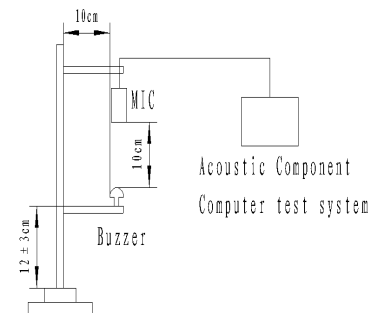 10cm
MIC
10cm
Acoustic Component
Computer test system
Buzzer
12±3cm